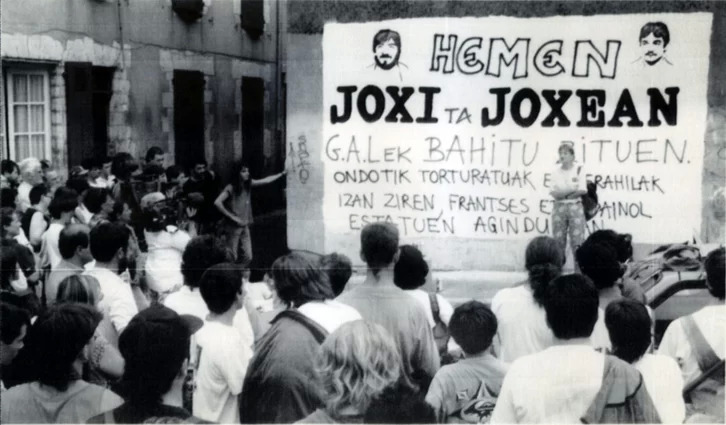 HEMEN
JOXI TA JOXEAN
G.A.LEK BAHITU
ONDOTIK TORTURATUAK
IZAN ZIREN, FRANTSES
ESTATUEN